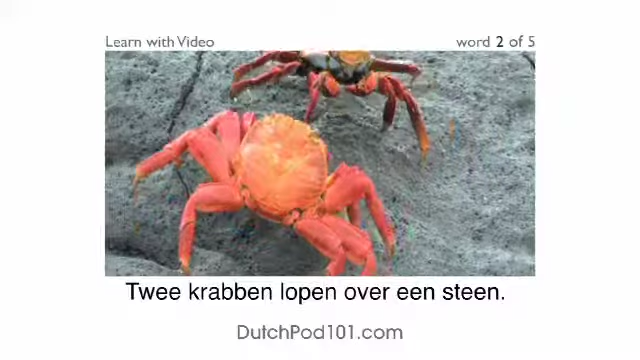 Learn with Video
word 2 of 5
Twee krabben lopen over een steen.
DutchPod101.com